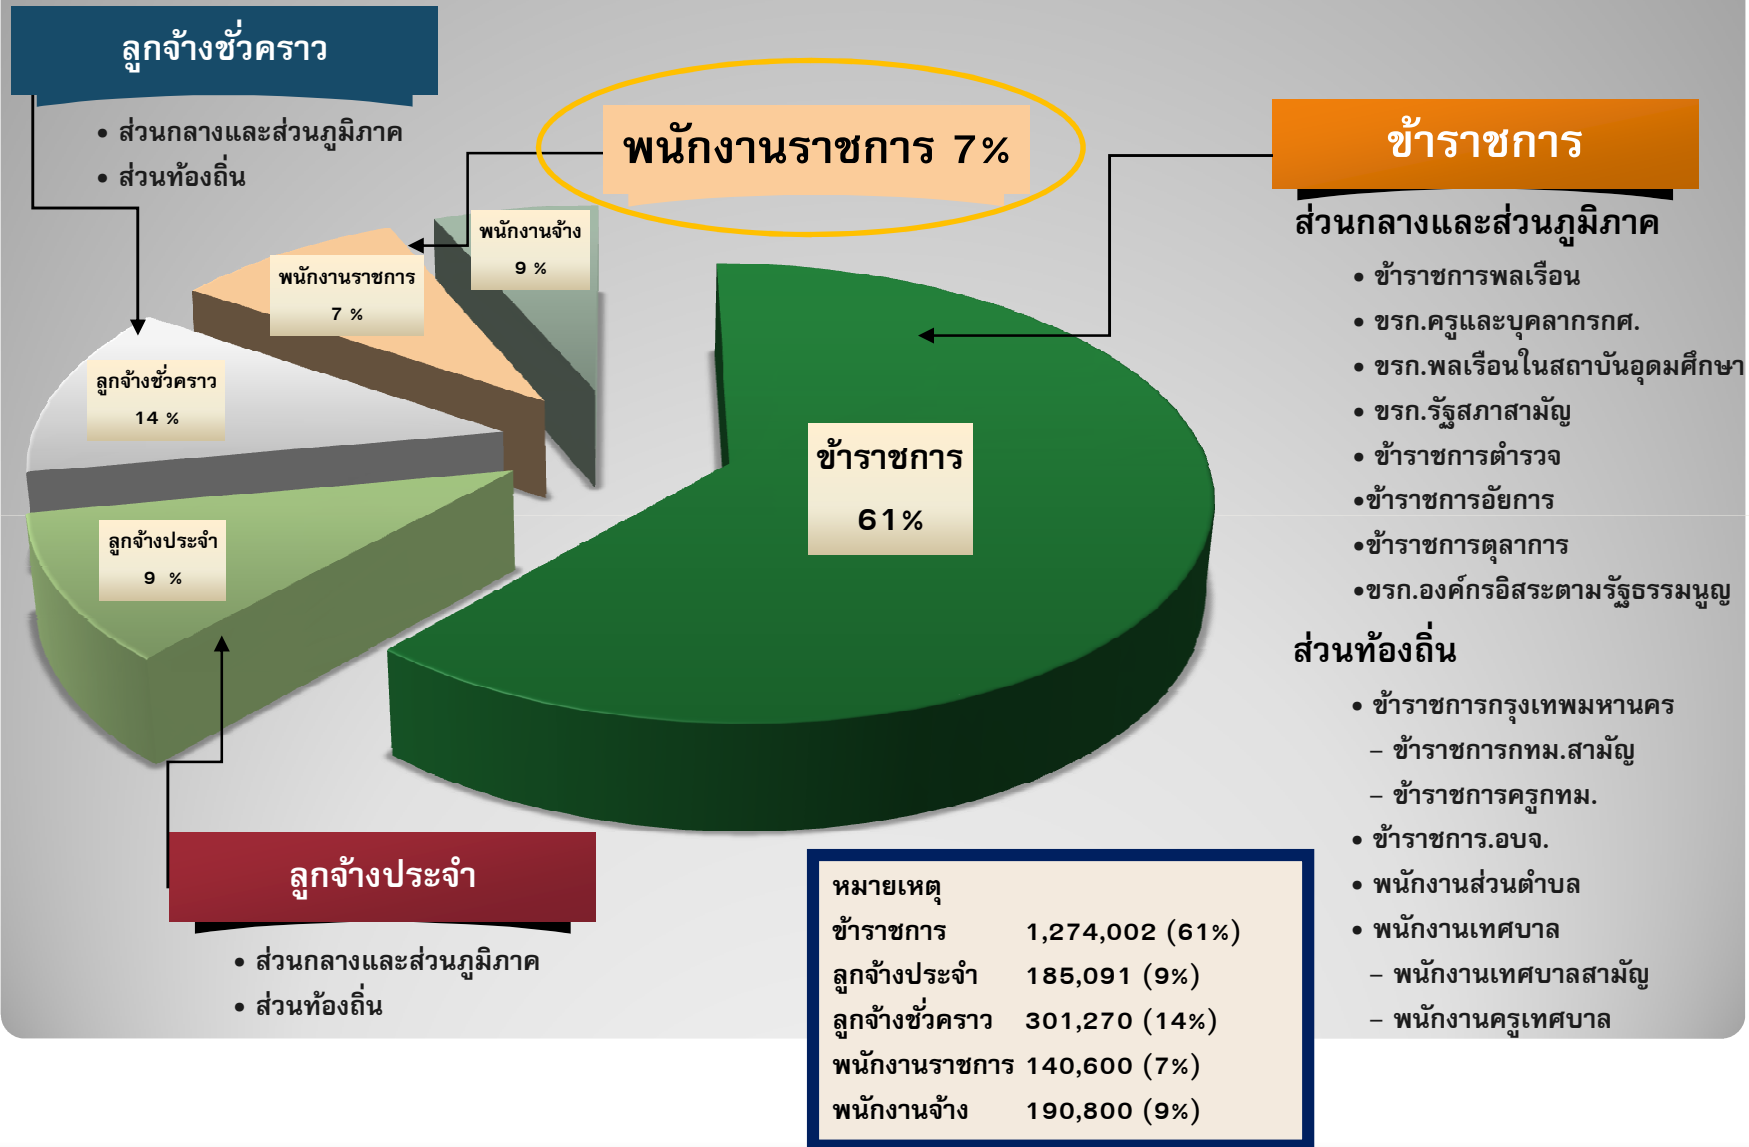 ลูกจ้างชั่วคราว
• ส่วนกลางและส่วนภูมิภาค
• ส่วนท้องถิ่น
พนักงานราชการ 7%
ข้าราชการ
ส่วนกลางและส่วนภูมิภาค
• ข้าราชการพลเรือน
• ขรก.ครูและบุคลากรกศ.
• ขรก.พลเรือนในสถาบันอุดมศึกษา
• ขรก.รัฐสภาสามัญ
• ข้าราชการตำรวจ
•ข้าราชการอัยการ
•ข้าราชการตุลาการ
•ขรก.องค์กรอิสระตามรัฐธรรมนูญ
ส่วนท้องถิ่น
• ข้าราชการกรุงเทพมหานคร
– ข้าราชการกทม.สามัญ
– ข้าราชการครูกทม.
• ข้าราชการ.อบจ.
• พนักงานส่วนตำบล
• พนักงานเทศบาล
– พนักงานเทศบาลสามัญ
– พนักงานครูเทศบาล
พนักงานจ้าง
9 %
พนักงานราชการ
7 %
ลูกจ้างชั่วคราว
14 %
ลูกจ้างประจำ
9 %
ข้าราชการ
61%
ลูกจ้างประจำ
• ส่วนกลางและส่วนภูมิภาค
• ส่วนท้องถิ่น
หมายเหตุ
ข้าราชการ 1,274,002 (61%)
ลูกจ้างประจำ 185,091 (9%)
ลูกจ้างชั่วคราว 301,270 (14%)
พนักงานราชการ 140,600 (7%)
พนักงานจ้าง 190,800 (9%)